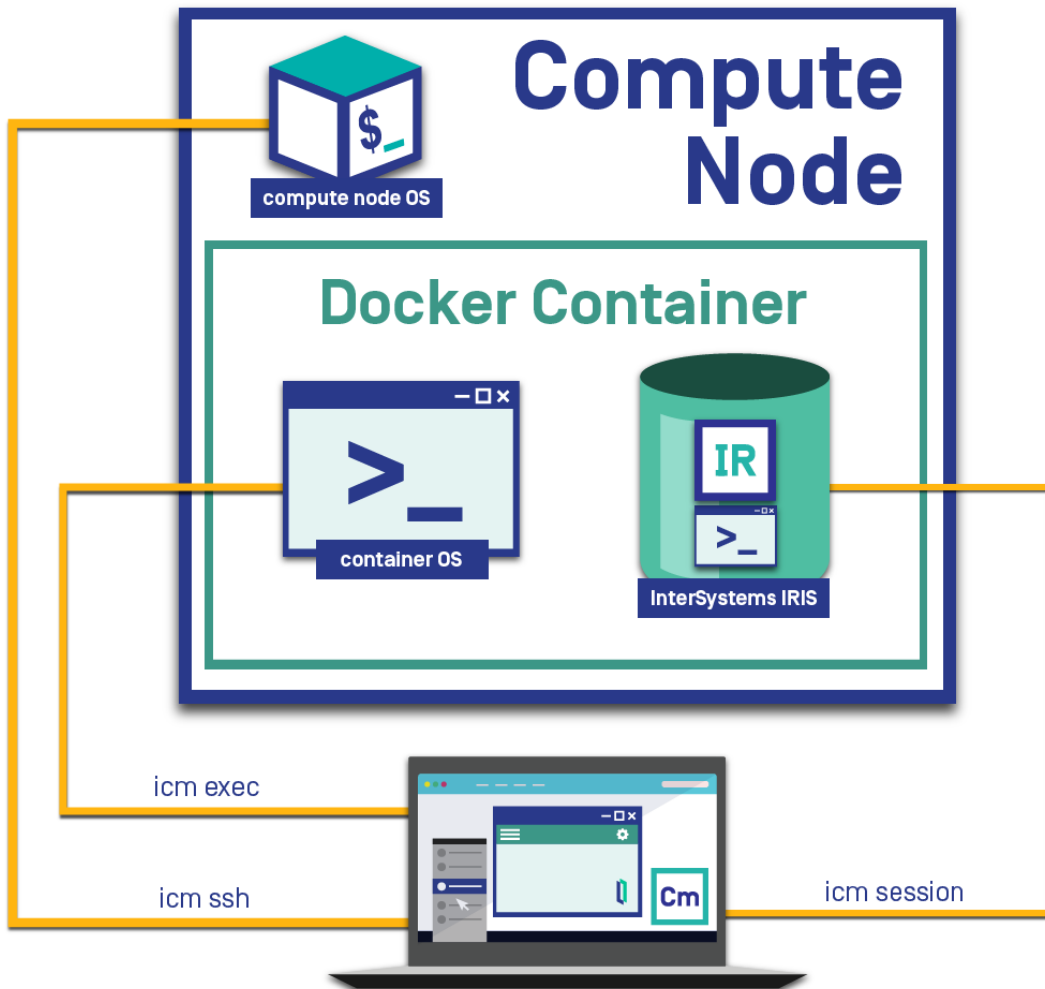 Compute
Node
$_
compute node OS
Docker Container
>_
container OS
IR
>_
InterSystems IRIS
icm exec
icm ssh
Cm
icm session